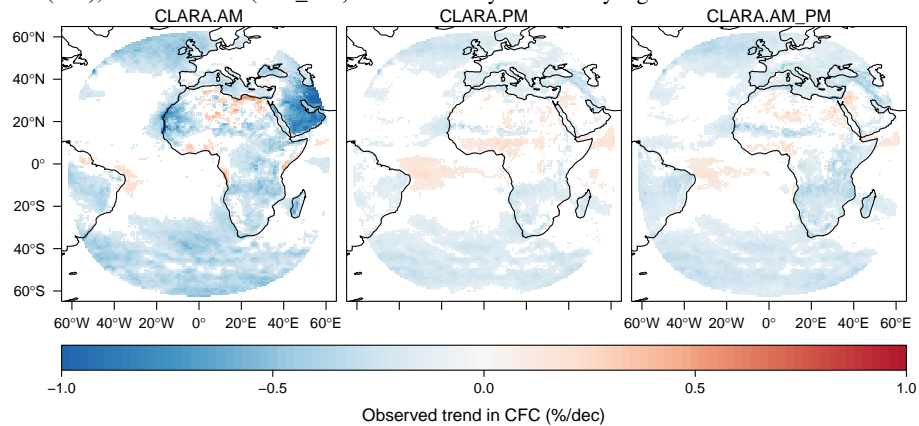 CLARA.AM CLARA.PM CLARA.AM_PM
60°N
40°N
20°N
0°
20°S
40°S
60°S
60°W 40°W 20°W 0° 20°E 40°E 60°E 60°W 40°W 20°W 0° 20°E 40°E 60°E
−1.0 −0.5 0.0 0.5 1.0
Observed trend in CFC (%/dec)